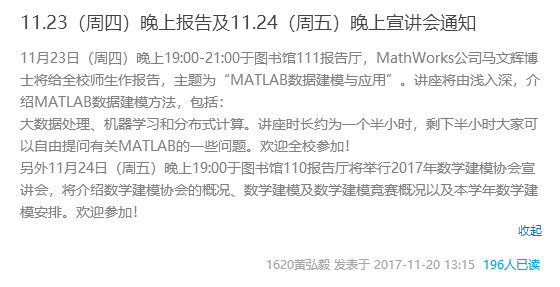 11.23（周四）晚上报告及11.24（周五）晚上宣讲会通知
11月23日（周四）晚上19:00-21:00于图书馆111报告厅，MathWorks公司马文辉博
士将给全校师生作报告，主题为“MATLAB数据建模与应用”。讲座将由浅入深，介
绍MATLAB数据建模方法，包括：
大数据处理、机器学习和分布式计算。讲座时长约为一个半小时，剩下半小时大家可
以自由提问有关MATLAB的一些问题。欢迎全校参加！
另外11月24日（周五）晚上19:00于图书馆110报告厅将举行2017年数学建模协会宣
讲会，将介绍数学建模协会的概况、数学建模及数学建模竞赛概况以及本学年数学建
模安排。欢迎参加！
收起
1620黄弘毅 发表于 2017-11-20 13:15 196人已读